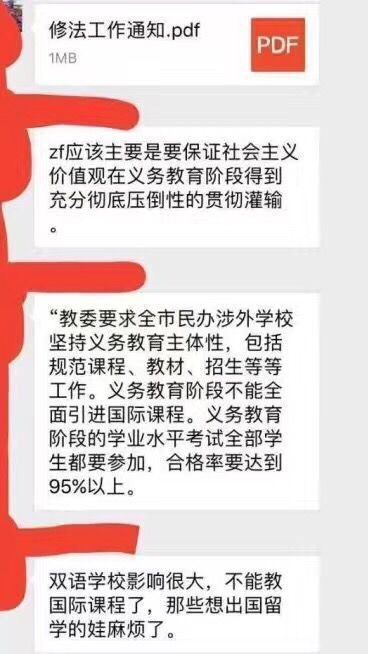 修法工作通知.pdf
1MB
PDF
zf应该主要是要保证社会主义
价值观在义务教育阶段得到
充分彻底压倒性的贯彻灌输
。
“教委要求全市民办涉外学校
坚持义务教育主体性，包括
规范课程、教材、招生等等
工作。义务教育阶段不能全
面引进国际课程。义务教育
阶段的学业水平考试全部学
生都要参加，合格率要达到
95%以上。
双语学校影响很大，不能教
国际课程了，那些想出国留
学的娃麻烦了。